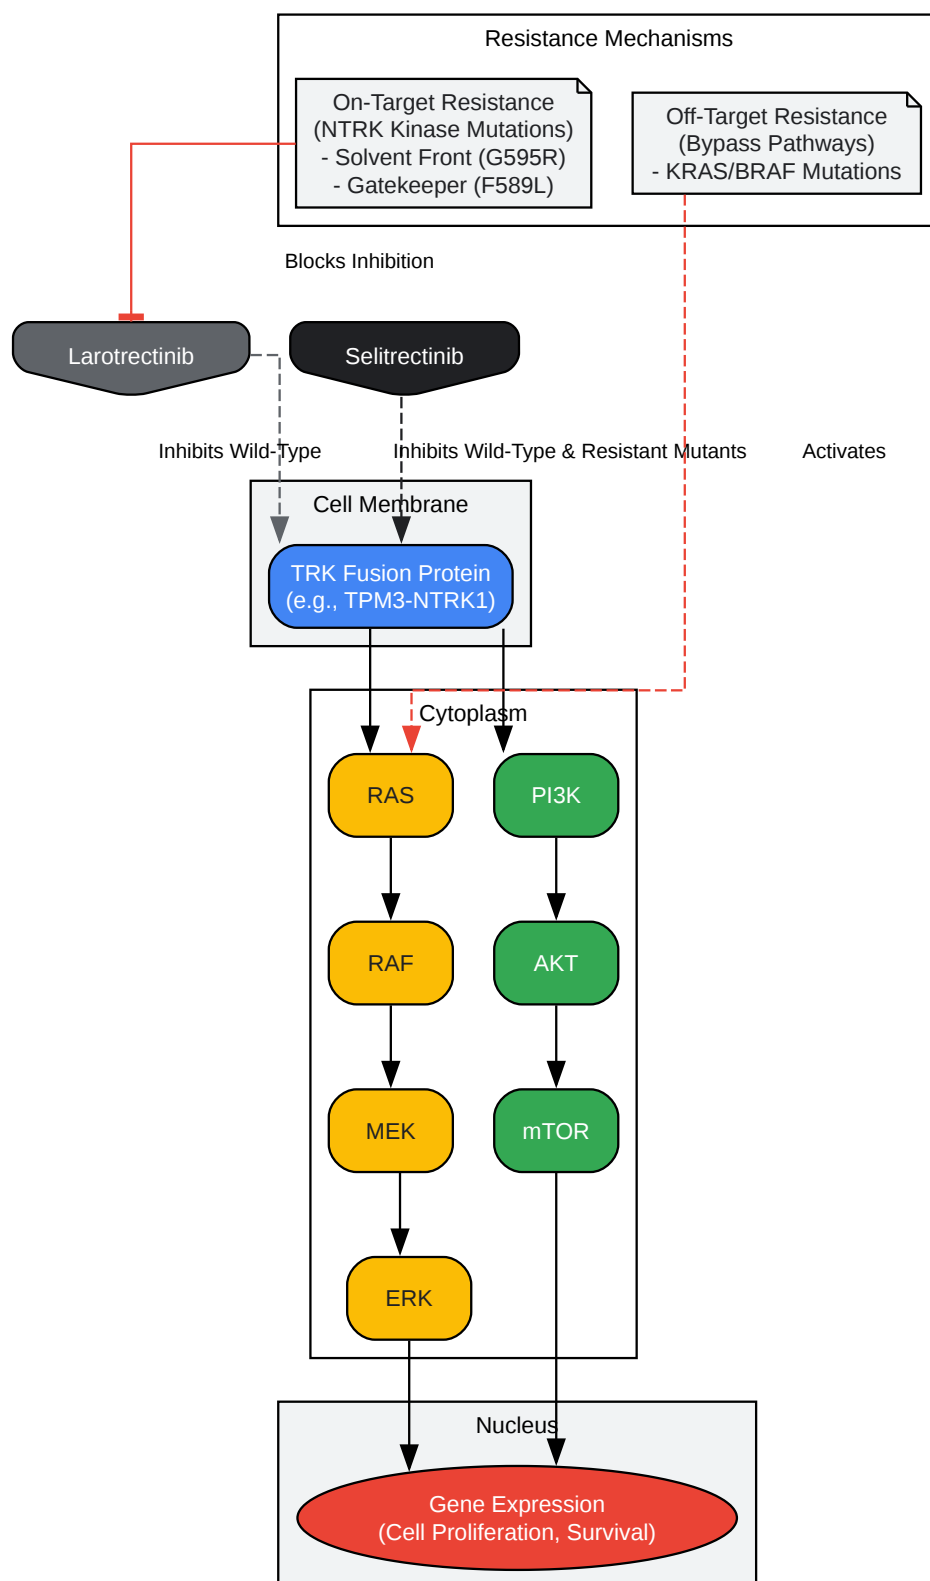 Resistance Mechanisms
On-Target Resistance
(NTRK Kinase Mutations)
- Solvent Front (G595R)
- Gatekeeper (F589L)
Off-Target Resistance
(Bypass Pathways)
- KRAS/BRAF Mutations
Blocks Inhibition
Larotrectinib
Selitrectinib
Inhibits Wild-Type
Inhibits Wild-Type & Resistant Mutants
Activates
Cell Membrane
TRK Fusion Protein
(e.g., TPM3-NTRK1)
Cytoplasm
RAS
PI3K
RAF
AKT
MEK
mTOR
ERK
Nucleus
Gene Expression
(Cell Proliferation, Survival)